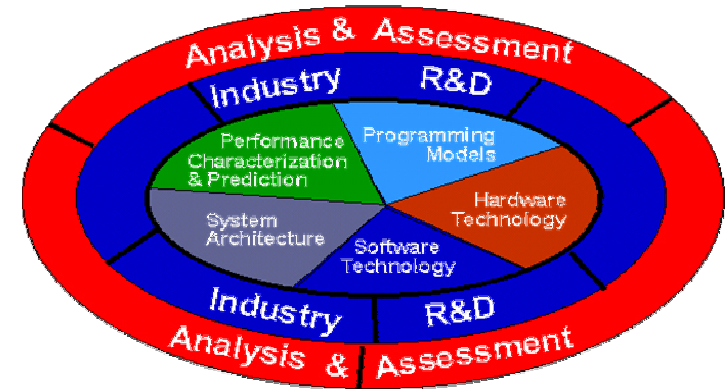 Analysis & Assessment
Industry R&D
Performance
Characterization
& Prediction
Programming
Models
Hardware
Technology
System
Architecture
Software
Technology
Industry R&D
Analysis & Assessment